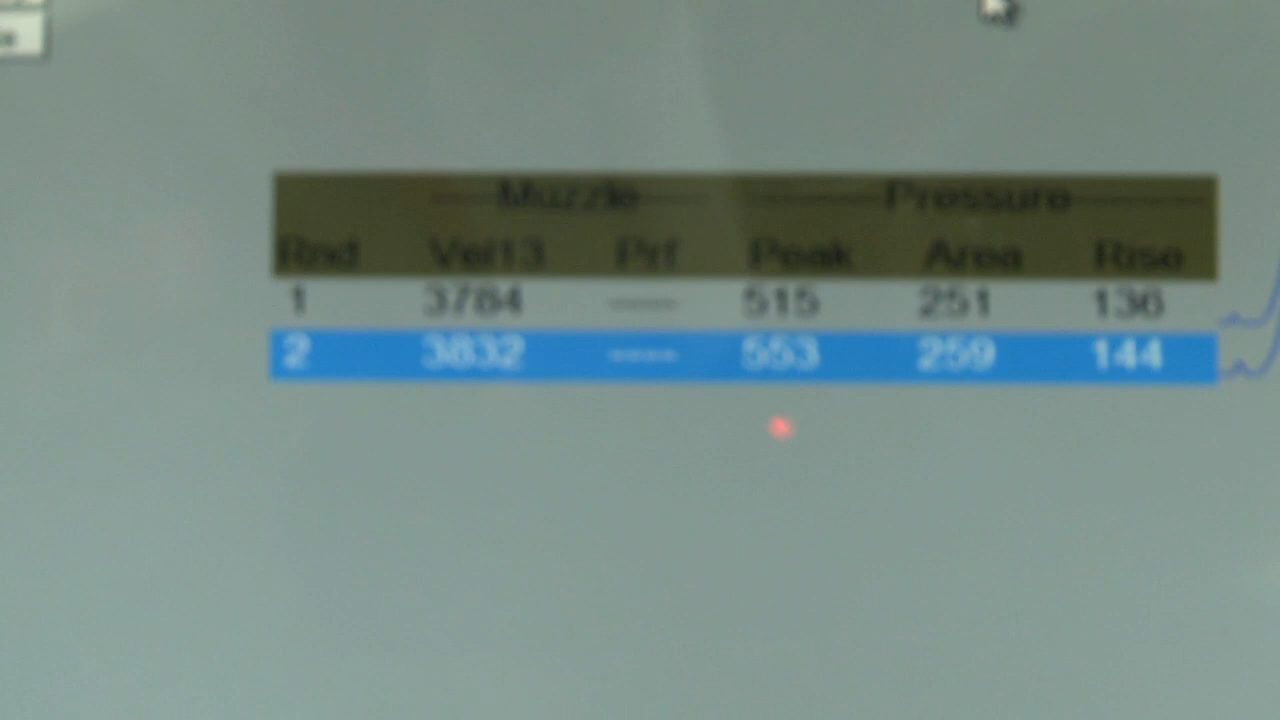 Muzzle Pressure
Rnd Vel13 Prf Peak Area Rise
1 3784 ---- 515 251 136
2 3832 ---- 553 259 144